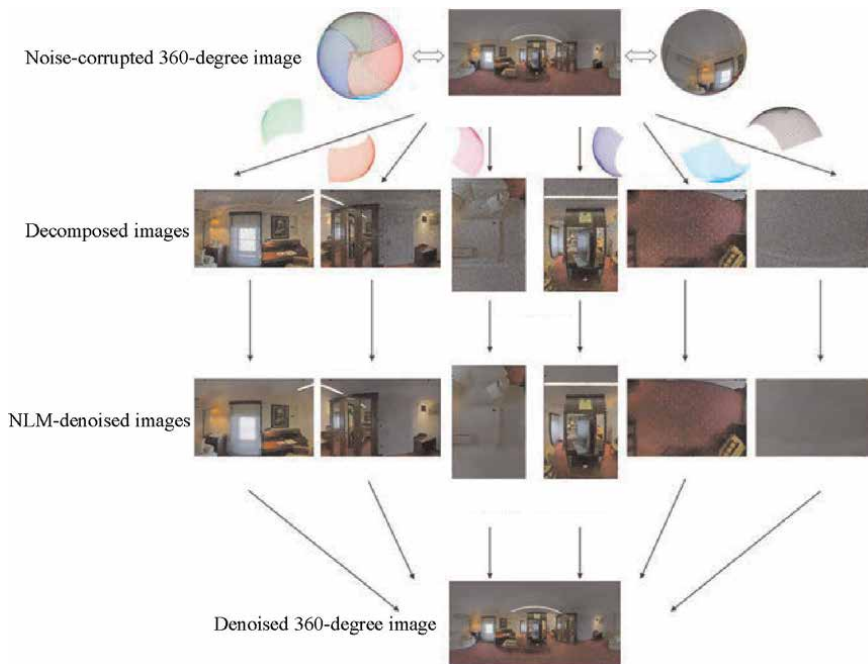 Noise-corrupted 360-degree image
Decomposed images
NLM-denoised images
Denoised 360-degree image